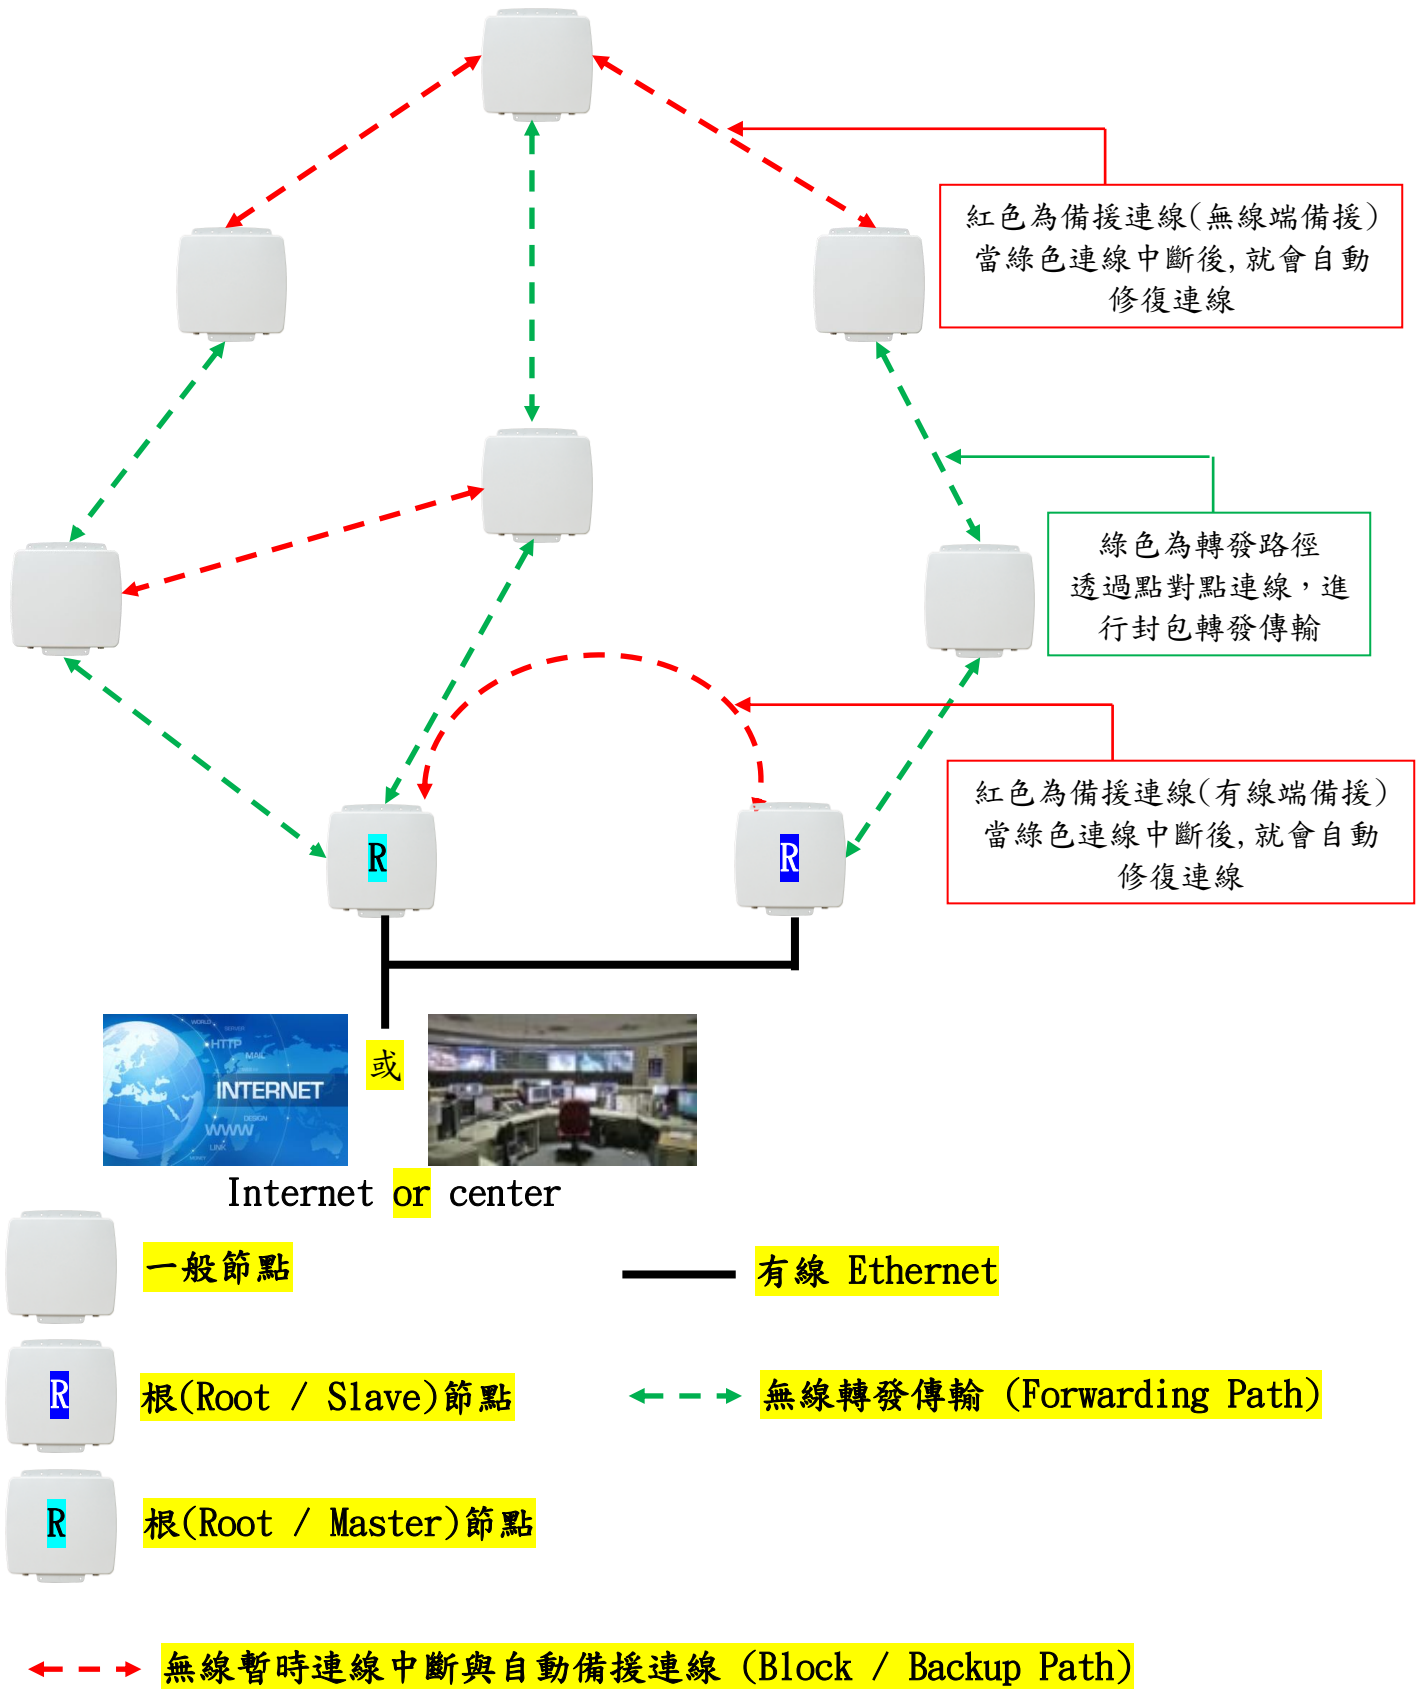 紅色為備援連線(無線端備援)
當綠色連線中斷後,就會自動
修復連線
綠色為轉發路徑
透過點對點連線，進
行封包轉發傳輸
紅色為備援連線(有線端備援)
當綠色連線中斷後,就會自動
修復連線
R
R
WORLD
SERVER
HTTP
MAIL
INTERNET
DESIGN
WWW
LINK
MONEY
或
Internet or center
一般節點
有線 Ethernet
R
根(Root / Slave)節點
無線轉發傳輸 (Forwarding Path)
R
根(Root / Master)節點
無線暫時連線中斷與自動備援連線 (Block / Backup Path)